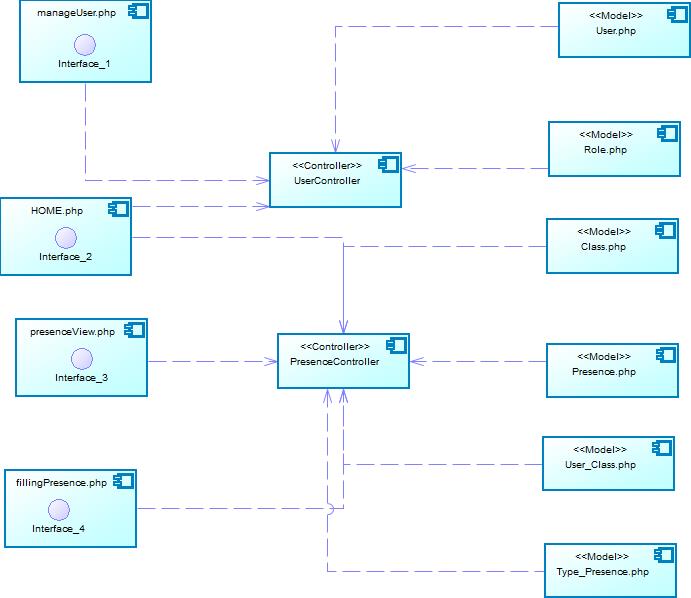 manageUser.php
Interface_1
<<Model>>
User.php
<<Model>>
Role.php
<<Controller>>
UserController
HOME.php
Interface_2
<<Model>>
Class.php
presenceView.php
Interface_3
<<Controller>>
PresenceController
<<Model>>
Presence.php
<<Model>>
User_Class.php
fillingPresence.php
Interface_4
<<Model>>
Type_Presence.php